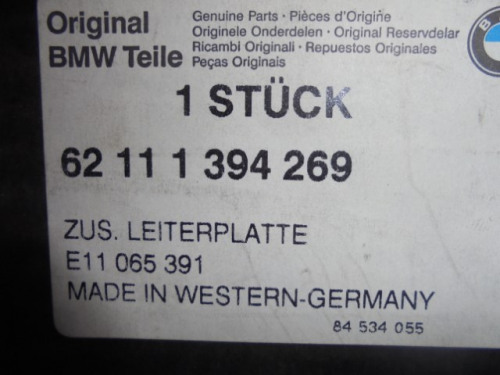 Original
BMW Teile
Genuine Parts · Pièces d'Origine
Originele Onderdelen · Original Reservdelar
Ricambi Originali · Repuestos Originales
Peças Originais
B
1 STÜCK
62 11 1 394 269
ZUS. LEITERPLATTE
E11 065 391
MADE IN WESTERN-GERMANY
84 534 055